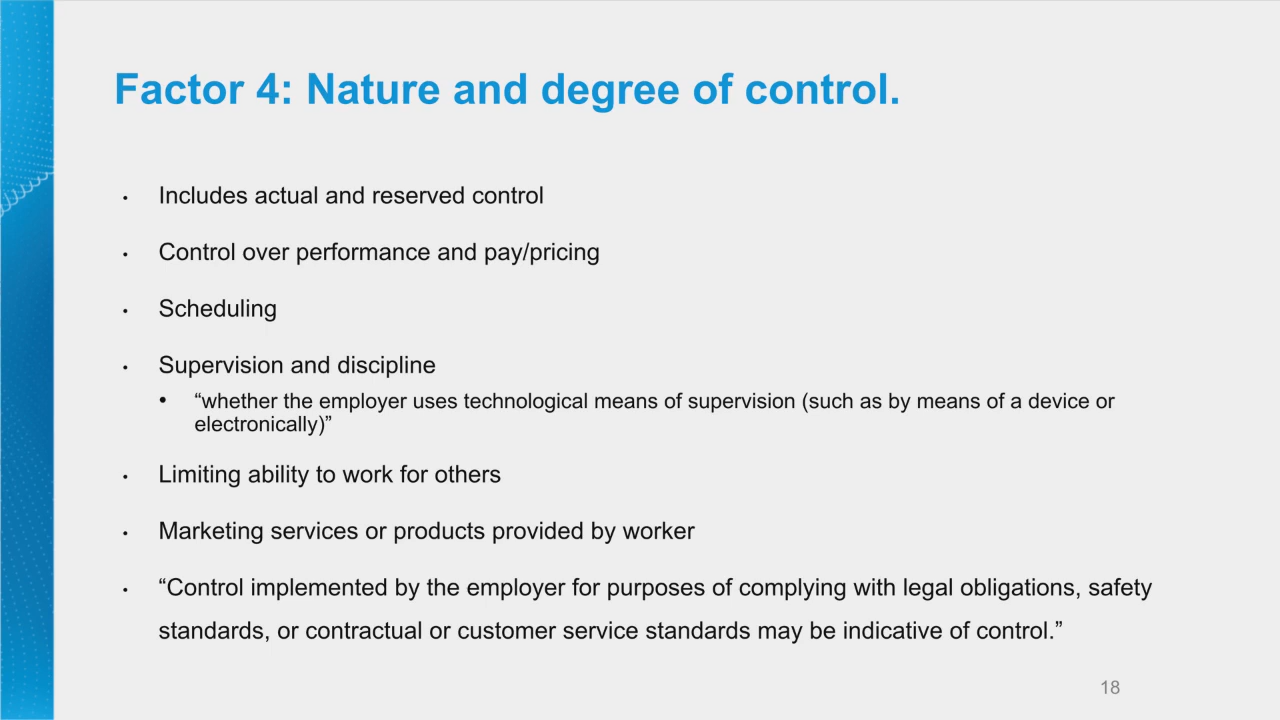 Factor 4: Nature and degree of control.
• Includes actual and reserved control
• Control over performance and pay/pricing
• Scheduling
• Supervision and discipline
• “whether the employer uses technological means of supervision (such as by means of a device or
electronically)”
• Limiting ability to work for others
• Marketing services or products provided by worker
• “Control implemented by the employer for purposes of complying with legal obligations, safety
standards, or contractual or customer service standards may be indicative of control.”
18